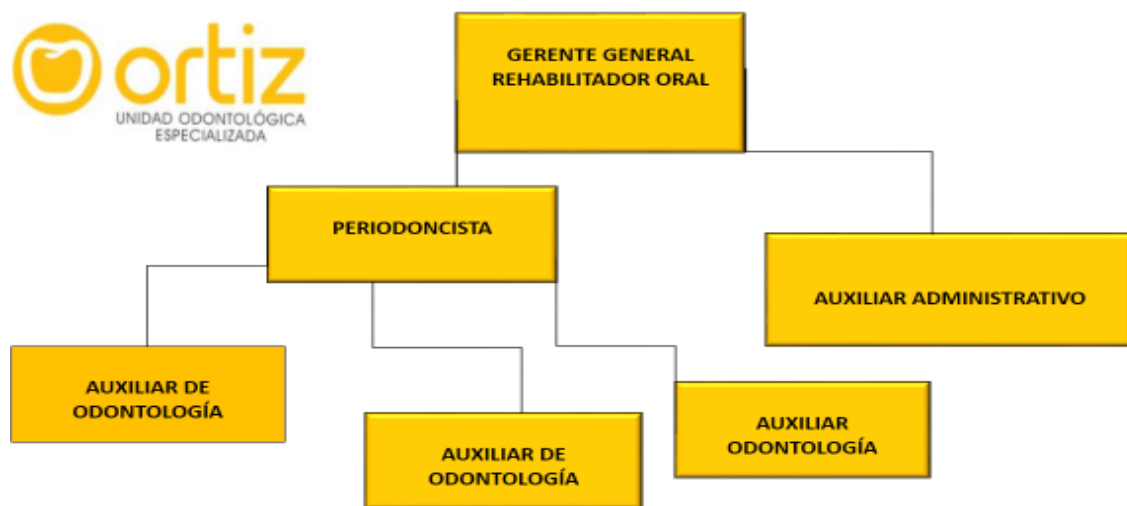 ortiz
UNIDAD ODONTOLÓGICA
ESPECIALIZADA
GERENTE GENERAL
REHABILITADOR ORAL
PERIODONCISTA
AUXILIAR ADMINISTRATIVO
AUXILIAR DE
ODONTOLOGÍA
AUXILIAR DE
ODONTOLOGÍA
AUXILIAR
ODONTOLOGÍA